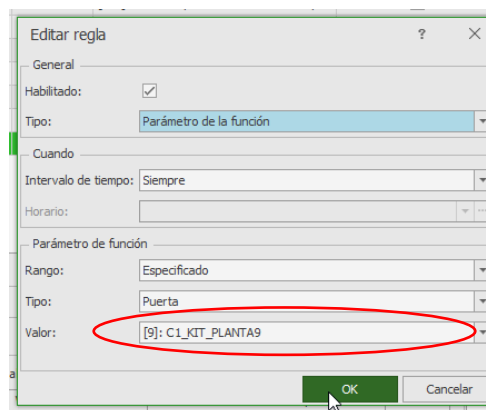 Editar regla ?
General
Habilitado:
Tipo: Parámetro de la función
Cuando
Intervalo de tiempo: Siempre
Horario:
Parámetro de función
Rango: Especificado
Tipo: Puerta
Valor: [9]: C1_KIT_PLANTA9
OK Cancelar